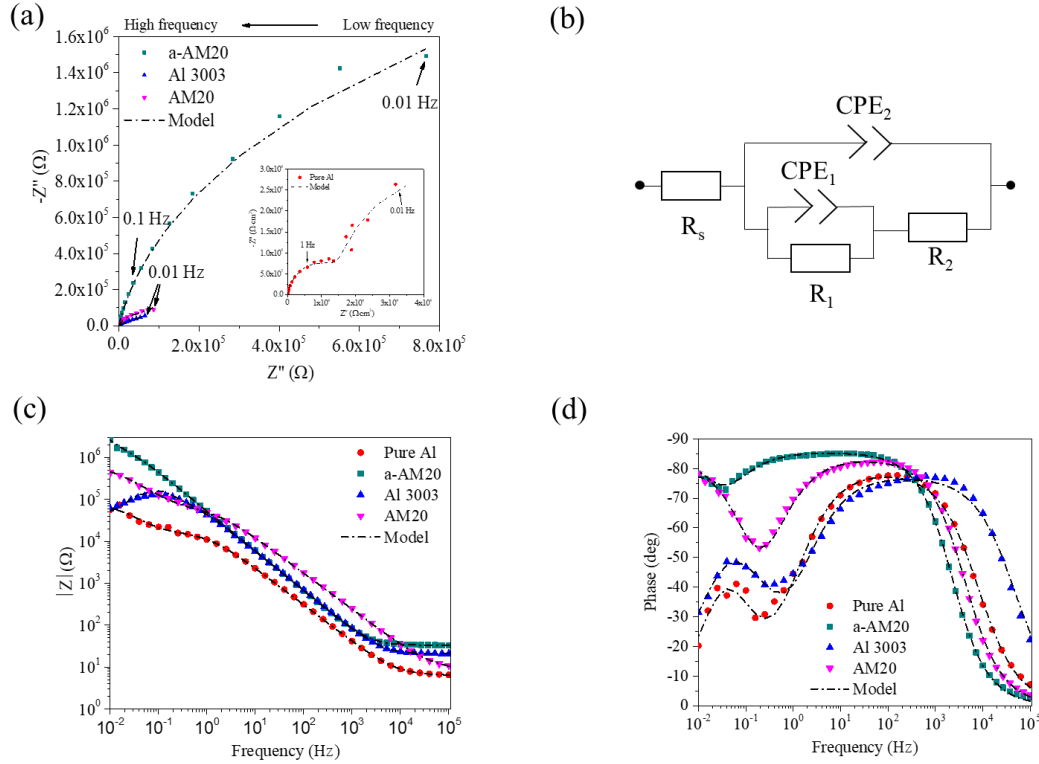 (a)
High frequency
Low frequency
a-AM20
Al 3003
AM20
Model
1.6x10⁶
1.4x10⁶
1.2x10⁶
1.0x10⁶
8.0x10⁵
6.0x10⁵
4.0x10⁵
2.0x10⁵
0.0
-Z'' (Ω)
0.01 Hz
0.1 Hz
0.01 Hz
Pure Al
Model
1 Hz
0.01 Hz
0.0
2.0x10⁵
4.0x10⁵
6.0x10⁵
8.0x10⁵
Z'' (Ω)
(b)
CPE₂
CPE₁
Rₛ
R₂
R₁
(c)
|Z| (Ω)
10⁶
10⁵
10⁴
10³
10²
10¹
10⁰
Pure Al
a-AM20
Al 3003
AM20
Model
10⁻² 10⁻¹ 10⁰ 10¹ 10² 10³ 10⁴ 10⁵
Frequency (Hz)
(d)
Phase (deg)
-90
-80
-70
-60
-50
-40
-30
-20
-10
0
Pure Al
a-AM20
Al 3003
AM20
Model
10⁻² 10⁻¹ 10⁰ 10¹ 10² 10³ 10⁴ 10⁵
Frequency (Hz)